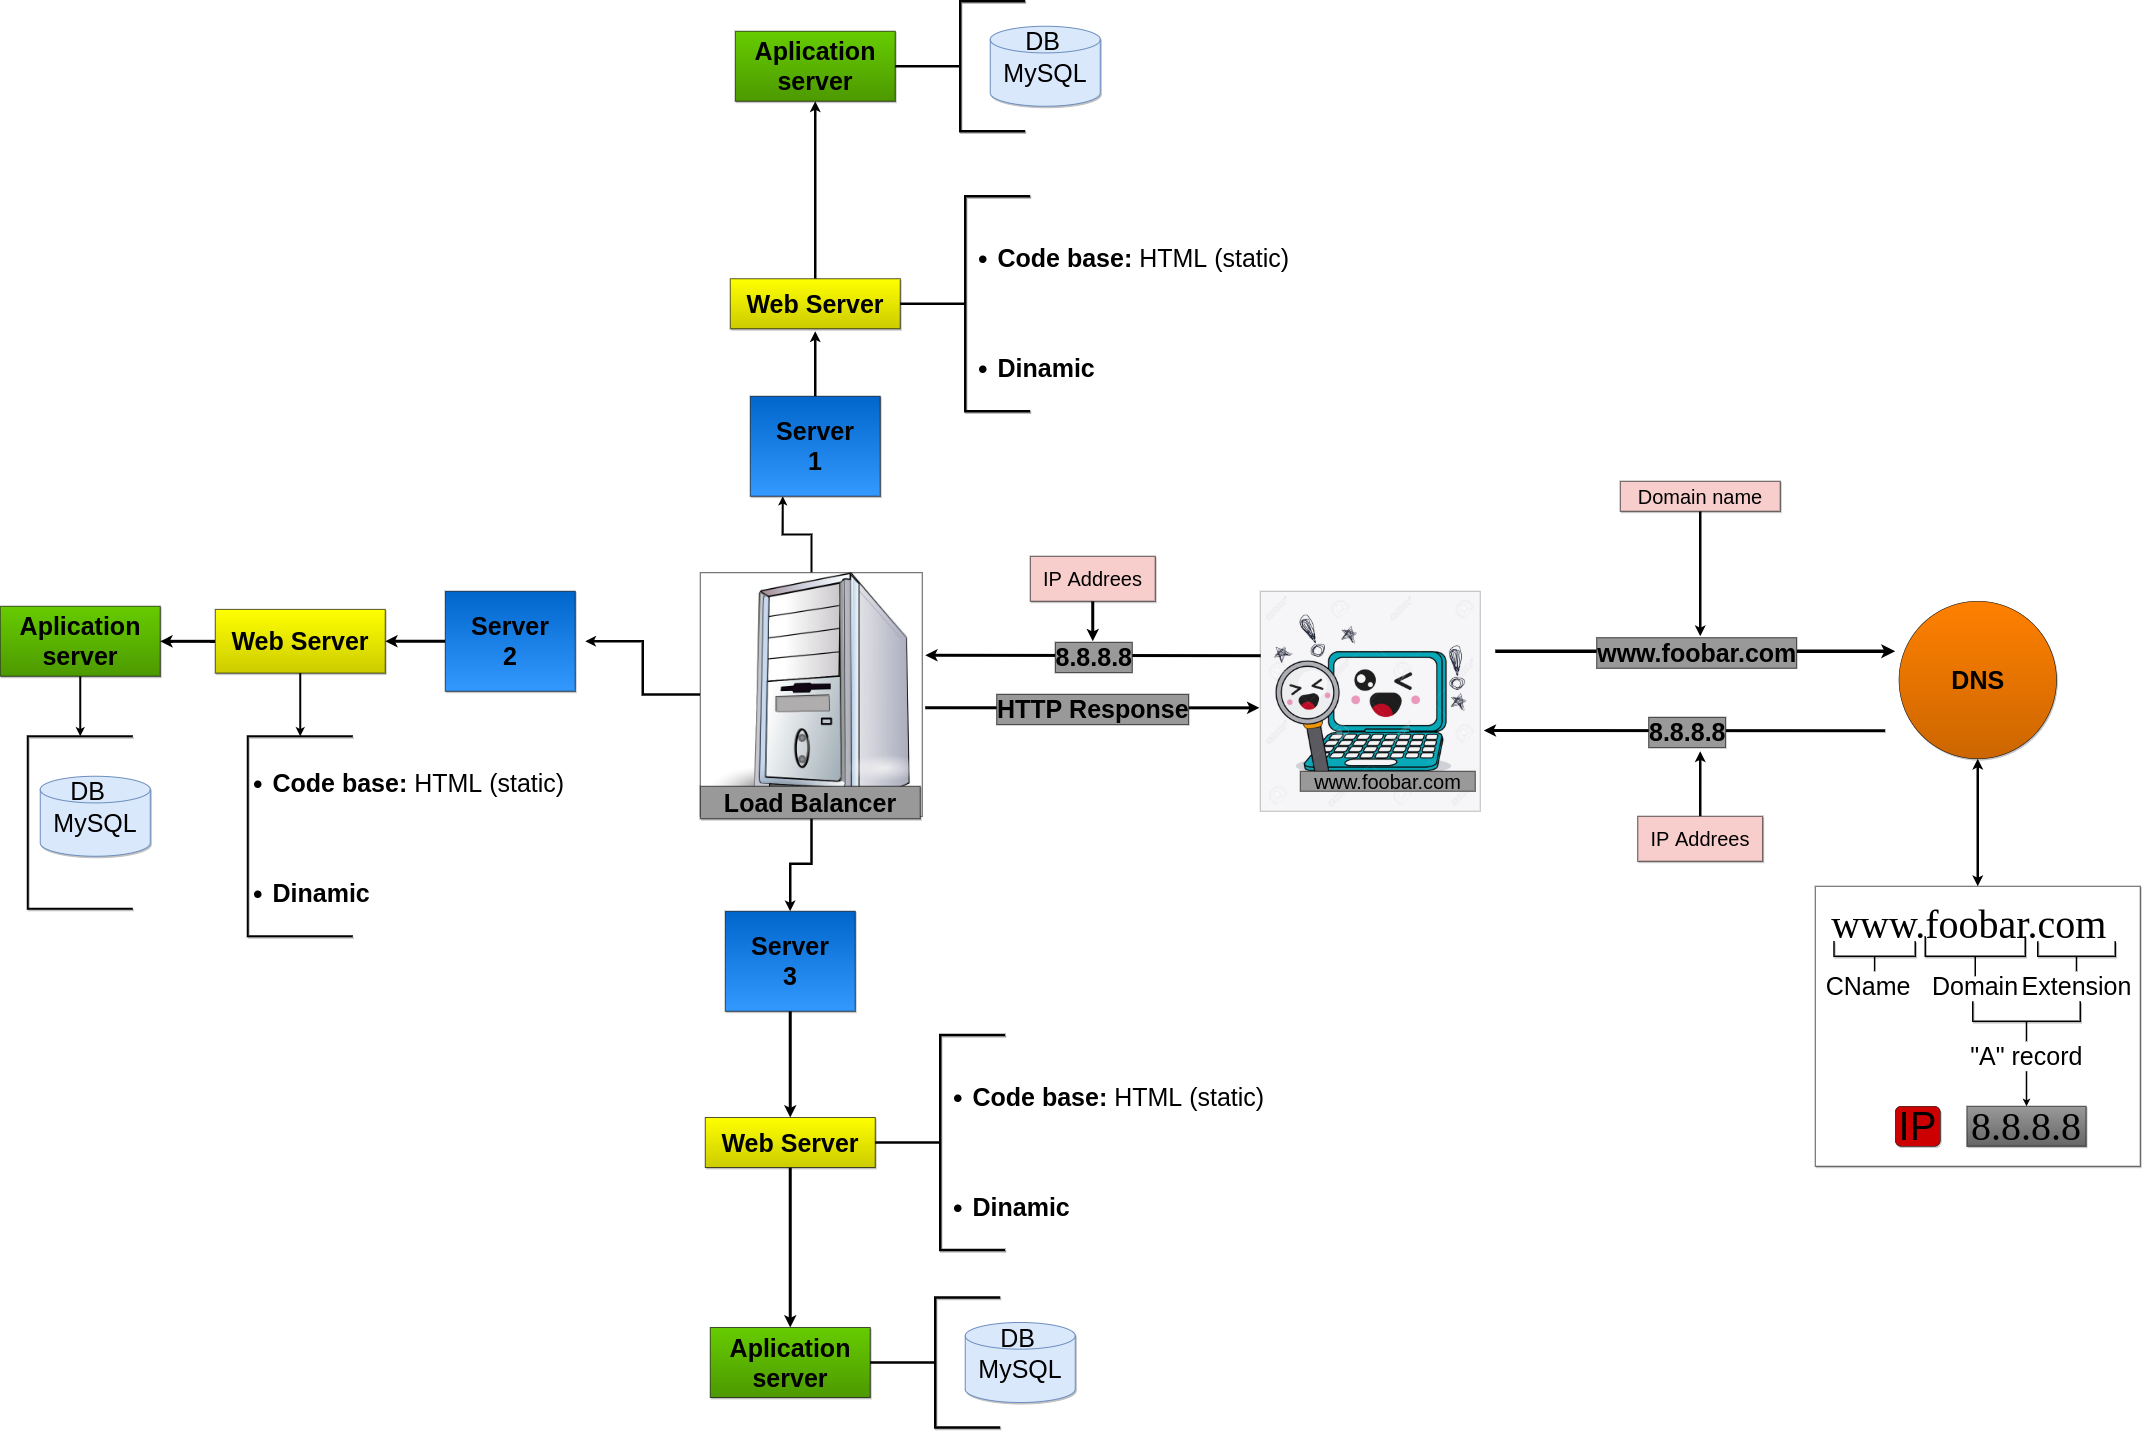 DB
MySQL
Aplication
server
• Code base: HTML (static)
Web Server
• Dinamic
Server
1
Domain name
IP Addrees
www.foobar.com
8.8.8.8
HTTP Response
DNS
8.8.8.8
IP Addrees
www.foobar.com
Load Balancer
Server
2
Web Server
Aplication
server
DB
MySQL
• Code base: HTML (static)
• Dinamic
Server
3
www.foobar.com
CName
Domain
Extension
"A" record
IP
8.8.8.8
• Code base: HTML (static)
Web Server
• Dinamic
Aplication
server
DB
MySQL